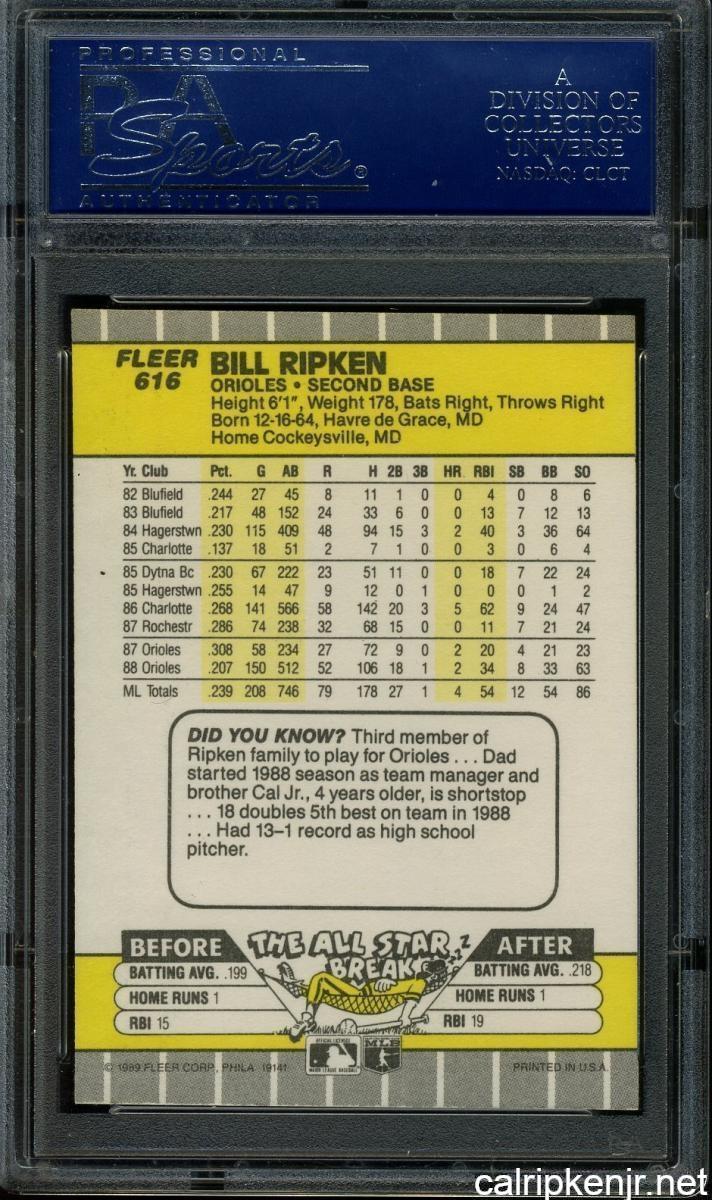 PROFESSIONAL
PSA
Sports®
AUTHENTICATOR
A
DIVISION OF
COLLECTORS
UNIVERSE
NASDAQ: CLCT
FLEER
616
BILL RIPKEN
ORIOLES • SECOND BASE
Height 6'1", Weight 178, Bats Right, Throws Right
Born 12-16-64, Havre de Grace, MD
Home Cockeysville, MD
Yr. Club Pct. G AB R H 2B 3B HR RBI SB BB SO
82 Blufield .244 27 45 8 11 1 0 0 4 0 8 6
83 Blufield .217 48 152 24 33 6 0 0 13 7 12 13
84 Hagerstwn .230 115 409 48 94 15 3 2 40 3 36 64
85 Charlotte .137 18 51 2 7 1 0 0 3 0 6 4
85 Dytna Bc .230 67 222 23 51 11 0 0 18 7 22 24
85 Hagerstwn .255 14 47 9 12 0 1 0 0 0 1 2
86 Charlotte .268 141 566 58 142 20 3 5 62 9 24 47
87 Rochestr .286 74 238 32 68 15 0 0 11 7 21 24
87 Orioles .308 58 234 27 72 9 0 2 20 4 21 23
88 Orioles .207 150 512 52 106 18 1 2 34 8 33 63
ML Totals .239 208 746 79 178 27 1 4 54 12 54 86
DID YOU KNOW? Third member of
Ripken family to play for Orioles . . . Dad
started 1988 season as team manager and
brother Cal Jr., 4 years older, is shortstop
. . . 18 doubles 5th best on team in 1988
. . . Had 13–1 record as high school
pitcher.
THE ALL STAR
BREAK
ZZZ
BEFORE
BATTING AVG. .199
HOME RUNS 1
RBI 15
AFTER
BATTING AVG. .218
HOME RUNS 1
RBI 19
OFFICIAL LICENSEE
MAJOR LEAGUE BASEBALL
MLB
© 1989 FLEER CORP., PHILA 19141
PRINTED IN U.S.A.
calripkenjr.net